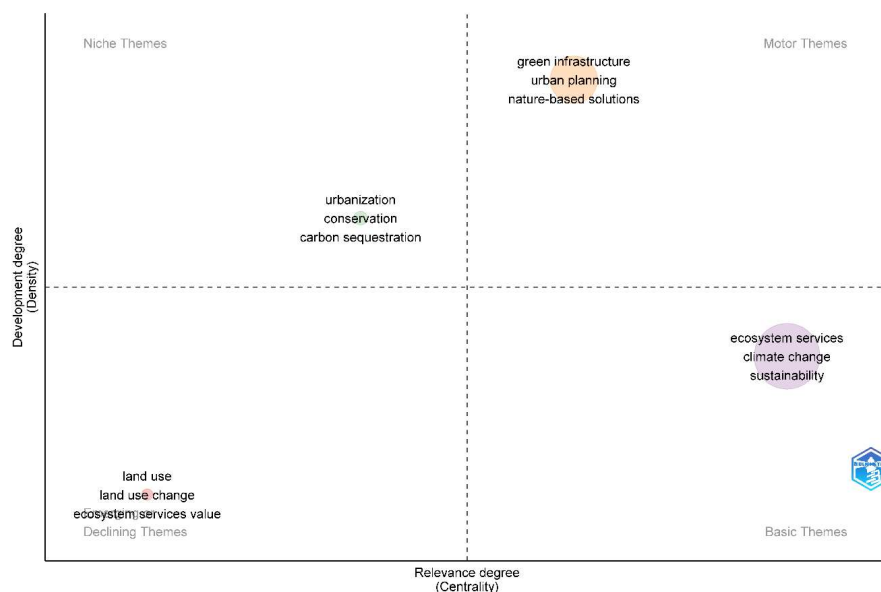 Niche Themes
Motor Themes
green infrastructure
urban planning
nature-based solutions
urbanization
conservation
carbon sequestration
Development degree
(Density)
ecosystem services
climate change
sustainability
land use
land use change
ecosystem services value
Emerging or
Declining Themes
Basic Themes
Relevance degree
(Centrality)